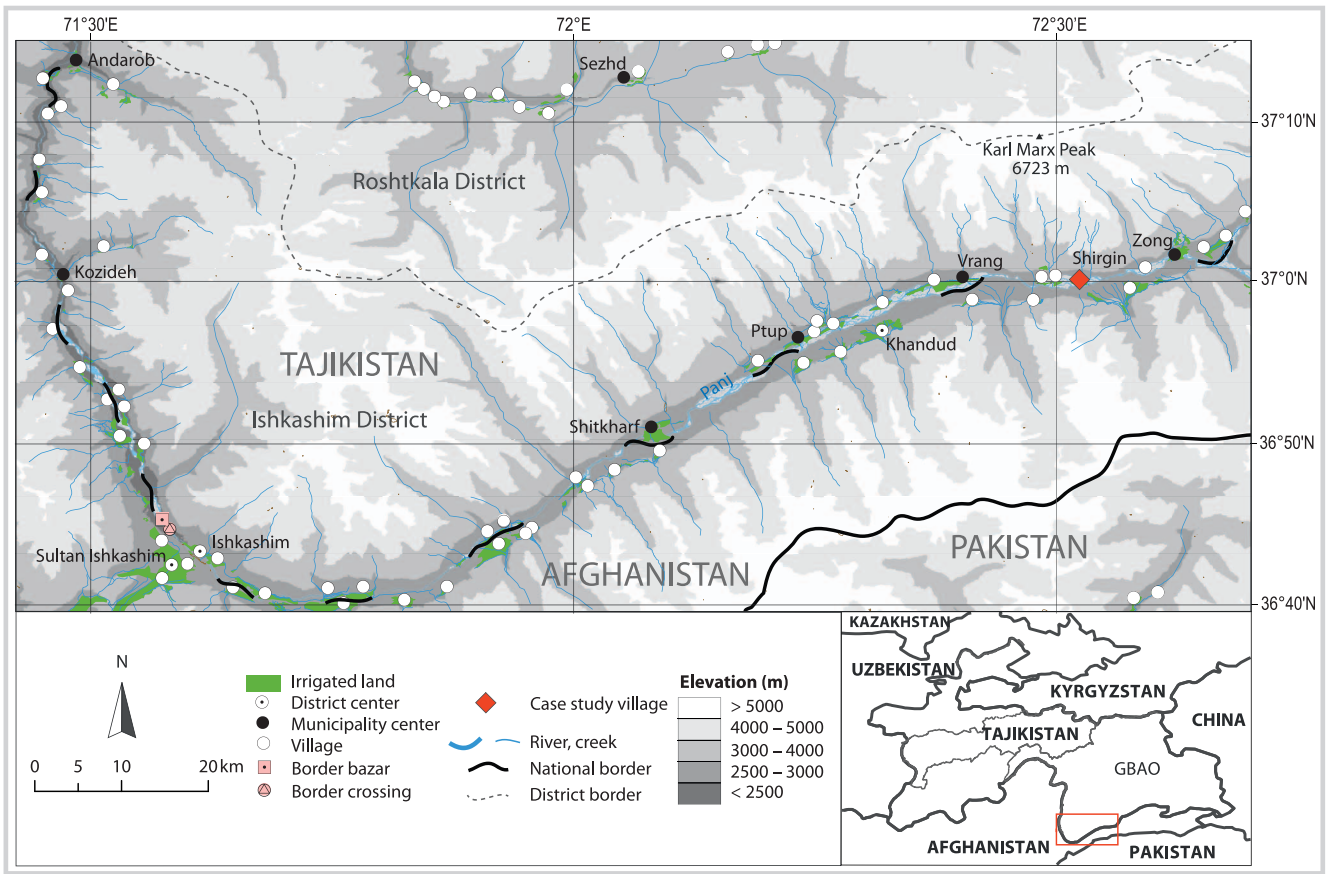 71°30'E
72°E
72°30'E
Andarob
Sezhd
37°10'N
Karl Marx Peak
6723 m
Roshtkala District
Zong
Shirgin
Vrang
Kozideh
37°0'N
Ptup
Khandud
TAJIKISTAN
Panj
Ishkashim District
Shitkharf
36°50'N
Ishkashim
Sultan Ishkashim
PAKISTAN
AFGHANISTAN
36°40'N
N
0 5 10 20 km
Irrigated land
District center
Municipality center
Village
Border bazar
Border crossing
Case study village
River, creek
National border
District border
Elevation (m)
> 5000
4000 – 5000
3000 – 4000
2500 – 3000
< 2500
KAZAKHSTAN
UZBEKISTAN
KYRGYZSTAN
CHINA
TAJIKISTAN
GBAO
AFGHANISTAN
PAKISTAN